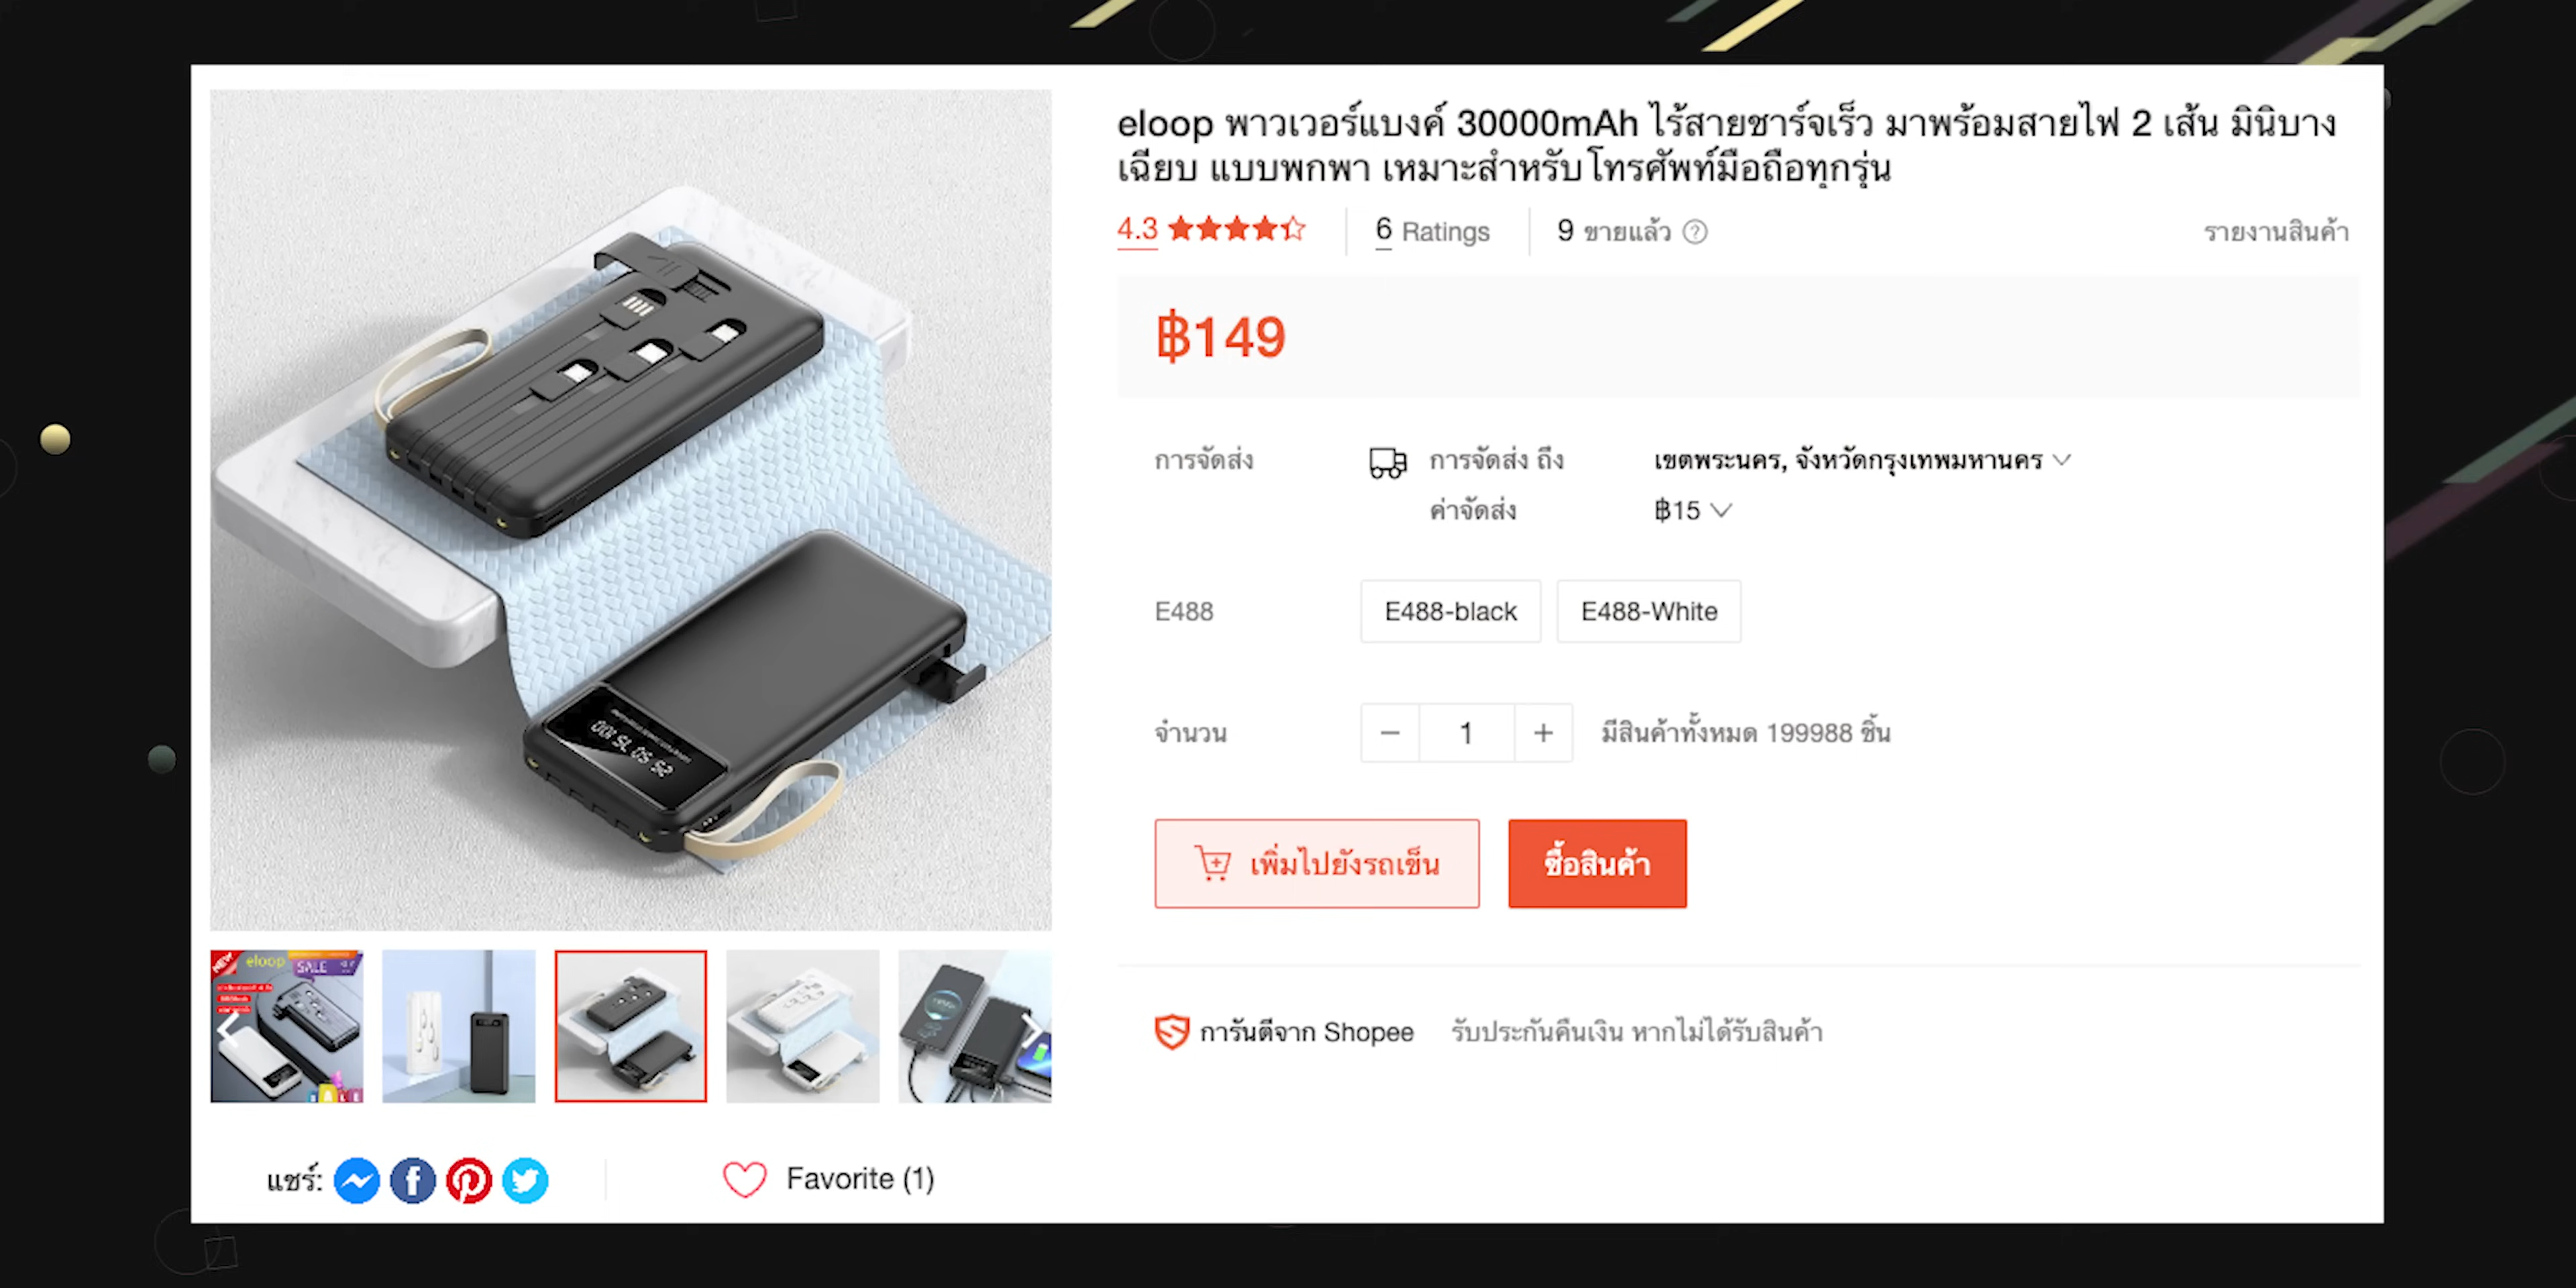 eloop พาวเวอร์แบงค์ 30000mAh ไร้สายชาร์จเร็ว มาพร้อมสายไฟ 2 เส้น มินิบาง
เฉียบ แบบพกพา เหมาะสำหรับโทรศัพท์มือถือทุกรุ่น
4.3
6 Ratings
9 ขายแล้ว
รายงานสินค้า
฿149
การจัดส่ง
การจัดส่ง ถึง
เขตพระนคร, จังหวัดกรุงเทพมหานคร
ค่าจัดส่ง
฿15
E488
E488-black
E488-White
จำนวน
− 1 +
มีสินค้าทั้งหมด 199988 ชิ้น
เพิ่มไปยังรถเข็น
ซื้อสินค้า
NEW
eloop
SALE
การันตีจาก Shopee
รับประกันคืนเงิน หากไม่ได้รับสินค้า
แชร์:
Favorite (1)